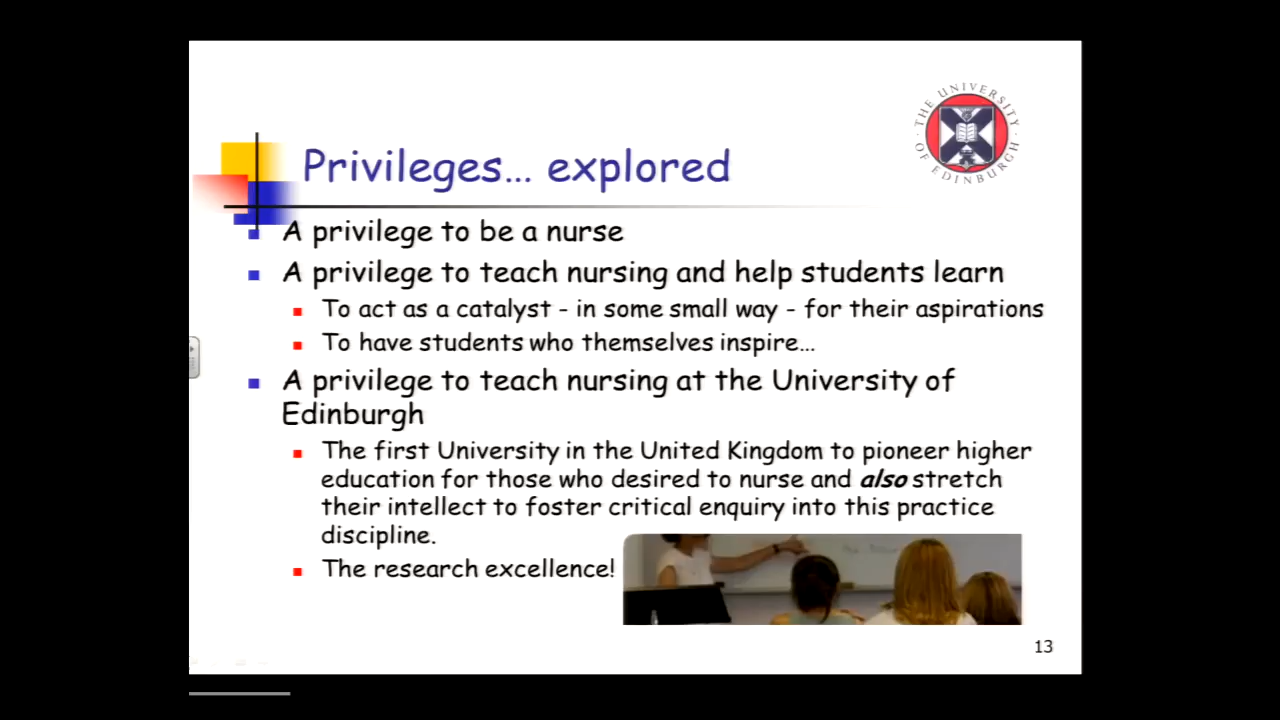 THE UNIVERSITY
OF EDINBURGH
Privileges... explored
A privilege to be a nurse
A privilege to teach nursing and help students learn
To act as a catalyst - in some small way - for their aspirations
To have students who themselves inspire...
A privilege to teach nursing at the University of
Edinburgh
The first University in the United Kingdom to pioneer higher
education for those who desired to nurse and also stretch
their intellect to foster critical enquiry into this practice
discipline.
The research excellence!
13